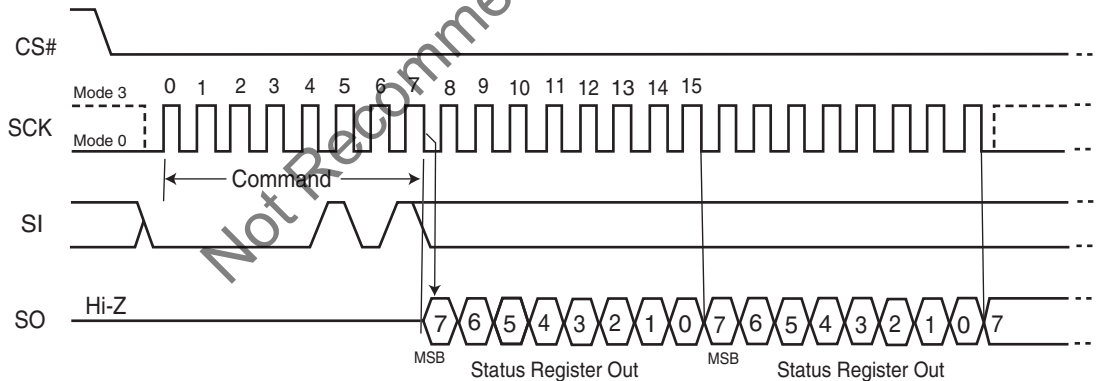 Not Recomme
CS#
Mode 3
0 1 2 3 4 5 6 7 8 9 10 11 12 13 14 15
SCK
Mode 0
Command
SI
Hi-Z
SO
7 6 5 4 3 2 1 0 7 6 5 4 3 2 1 0 7
MSB
Status Register Out
MSB
Status Register Out